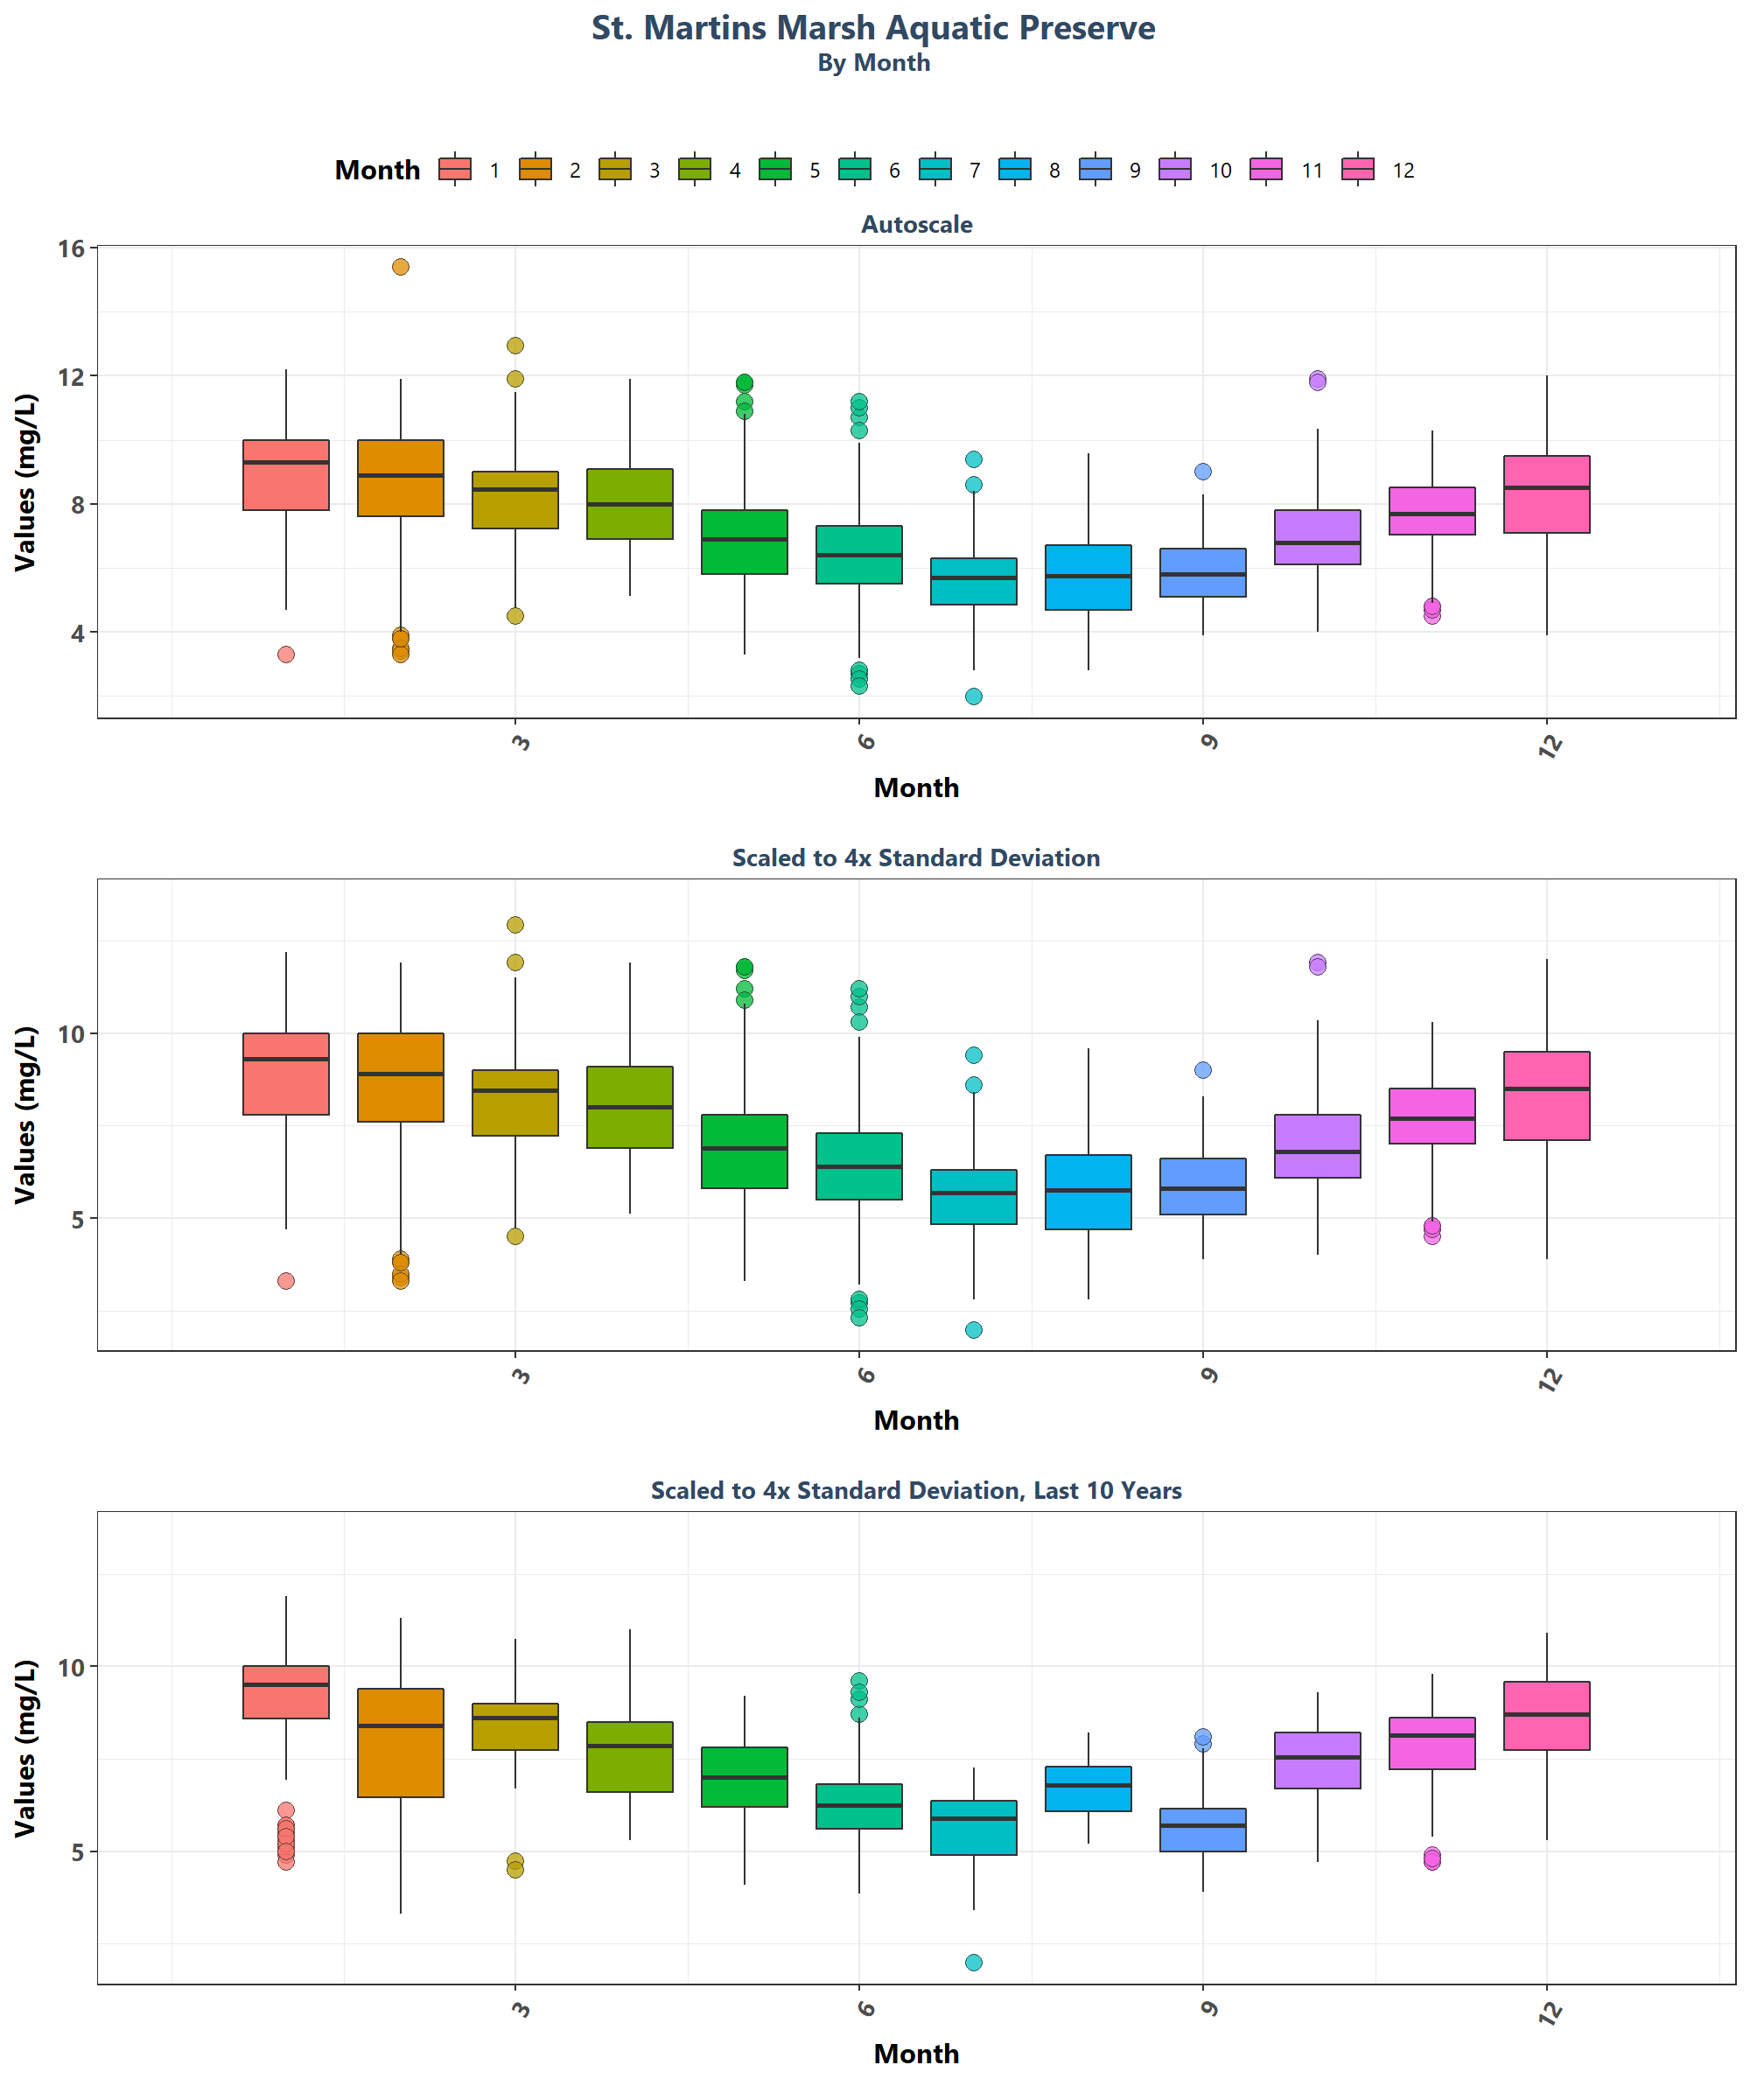 St. Martins Marsh Aquatic Preserve
By Month
Month 1 2 3 4 5 6 7 8 9 10 11 12
Autoscale
Values (mg/L)
16
12
8
4
3 6 9 12
Month
Scaled to 4x Standard Deviation
Values (mg/L)
10
5
3 6 9 12
Month
Scaled to 4x Standard Deviation, Last 10 Years
Values (mg/L)
10
5
3 6 9 12
Month